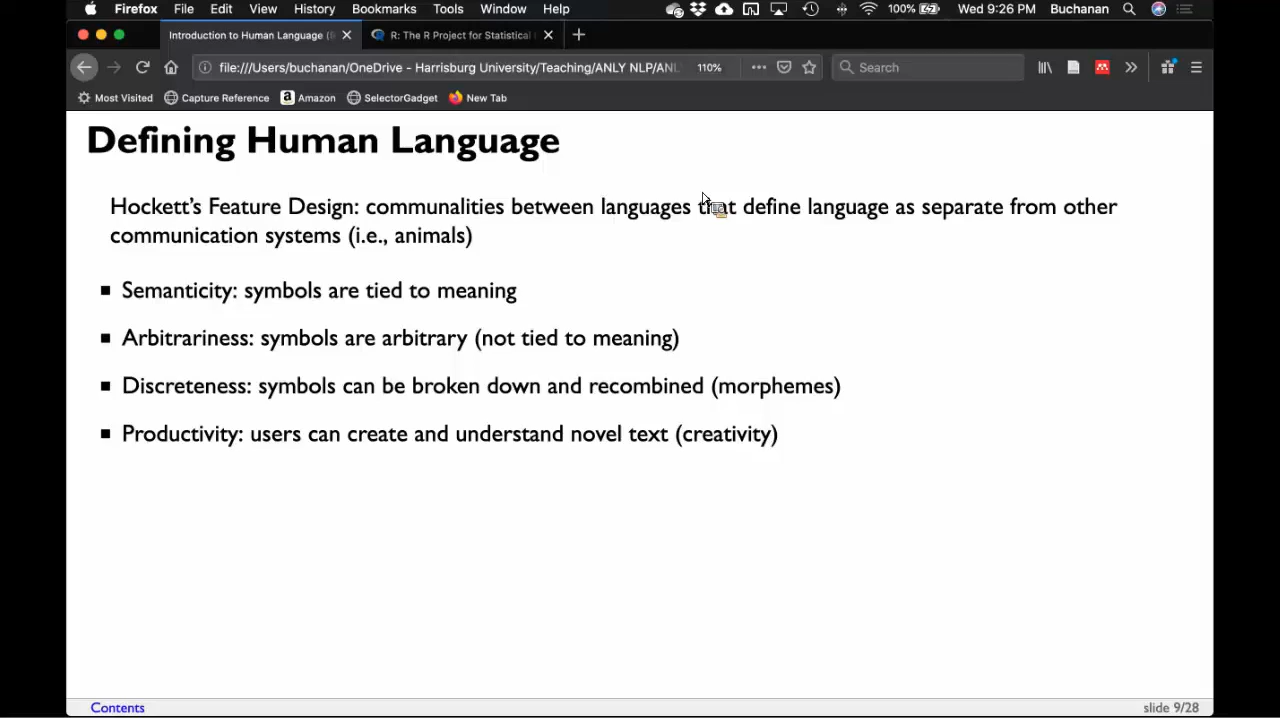 Firefox File Edit View History Bookmarks Tools Window Help 100% Wed 9:26 PM Buchanan
Introduction to Human Language ( R: The R Project for Statistical
file:///Users/buchanan/OneDrive - Harrisburg University/Teaching/ANLY NLP/ANL 110% Search
Most Visited Capture Reference Amazon SelectorGadget New Tab
Defining Human Language
Hockett's Feature Design: communalities between languages that define language as separate from other
communication systems (i.e., animals)
Semanticity: symbols are tied to meaning
Arbitrariness: symbols are arbitrary (not tied to meaning)
Discreteness: symbols can be broken down and recombined (morphemes)
Productivity: users can create and understand novel text (creativity)
Contents slide 9/28